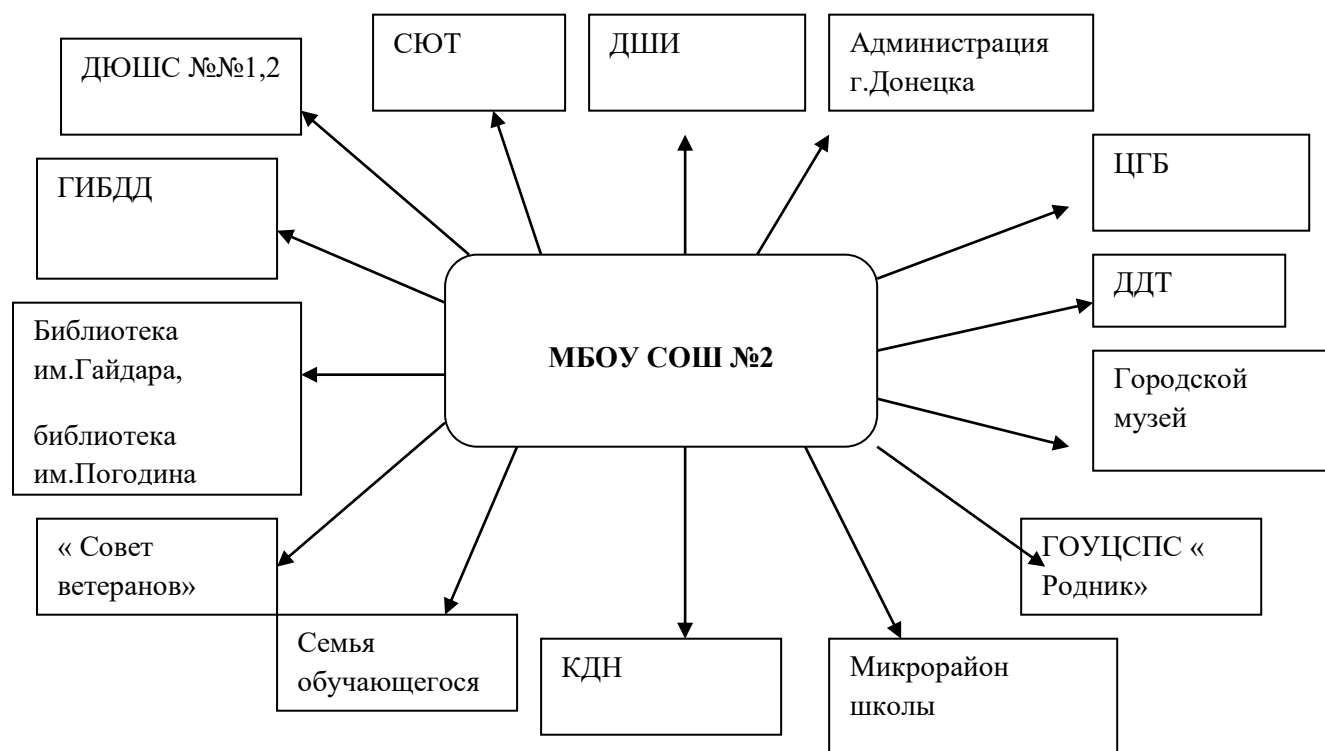 СЮТ
ДШИ
Администрация
г.Донецка
ДЮШС №№1,2
ЦГБ
ГИБДД
ДДТ
Библиотека
им.Гайдара,
библиотека
им.Погодина
МБОУ СОШ №2
Городской
музей
« Совет
ветеранов»
ГОУЦСПС «
Родник»
Семья
обучающегося
КДН
Микрорайон
школы